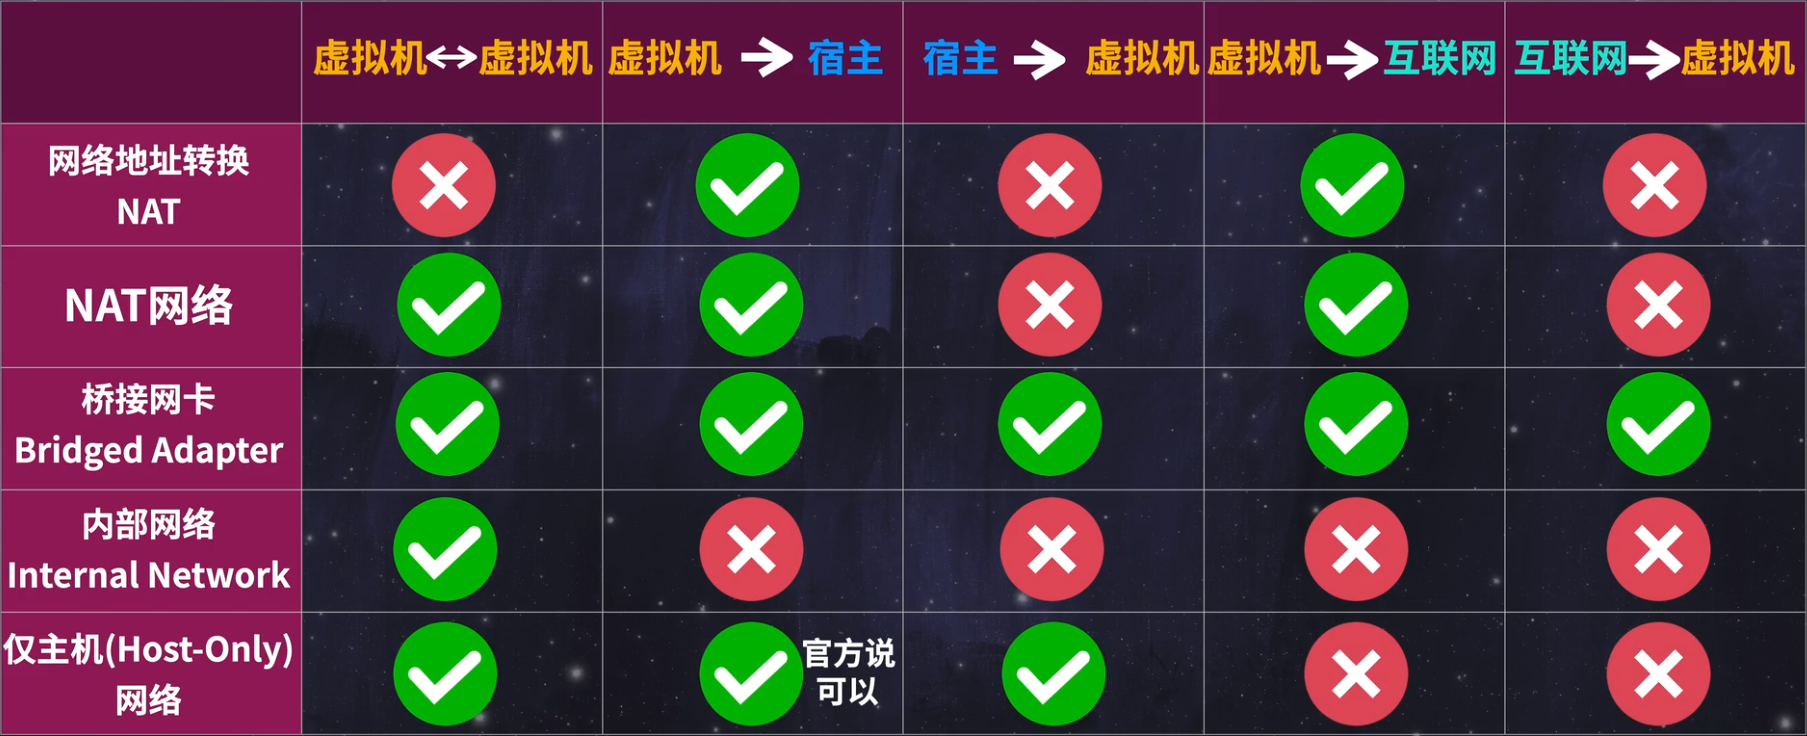 虚拟机↔虚拟机
虚拟机 → 宿主
宿主 → 虚拟机
虚拟机→互联网
互联网→虚拟机
网络地址转换
NAT
NAT网络
桥接网卡
Bridged Adapter
内部网络
Internal Network
仅主机(Host-Only)
网络
官方说
可以